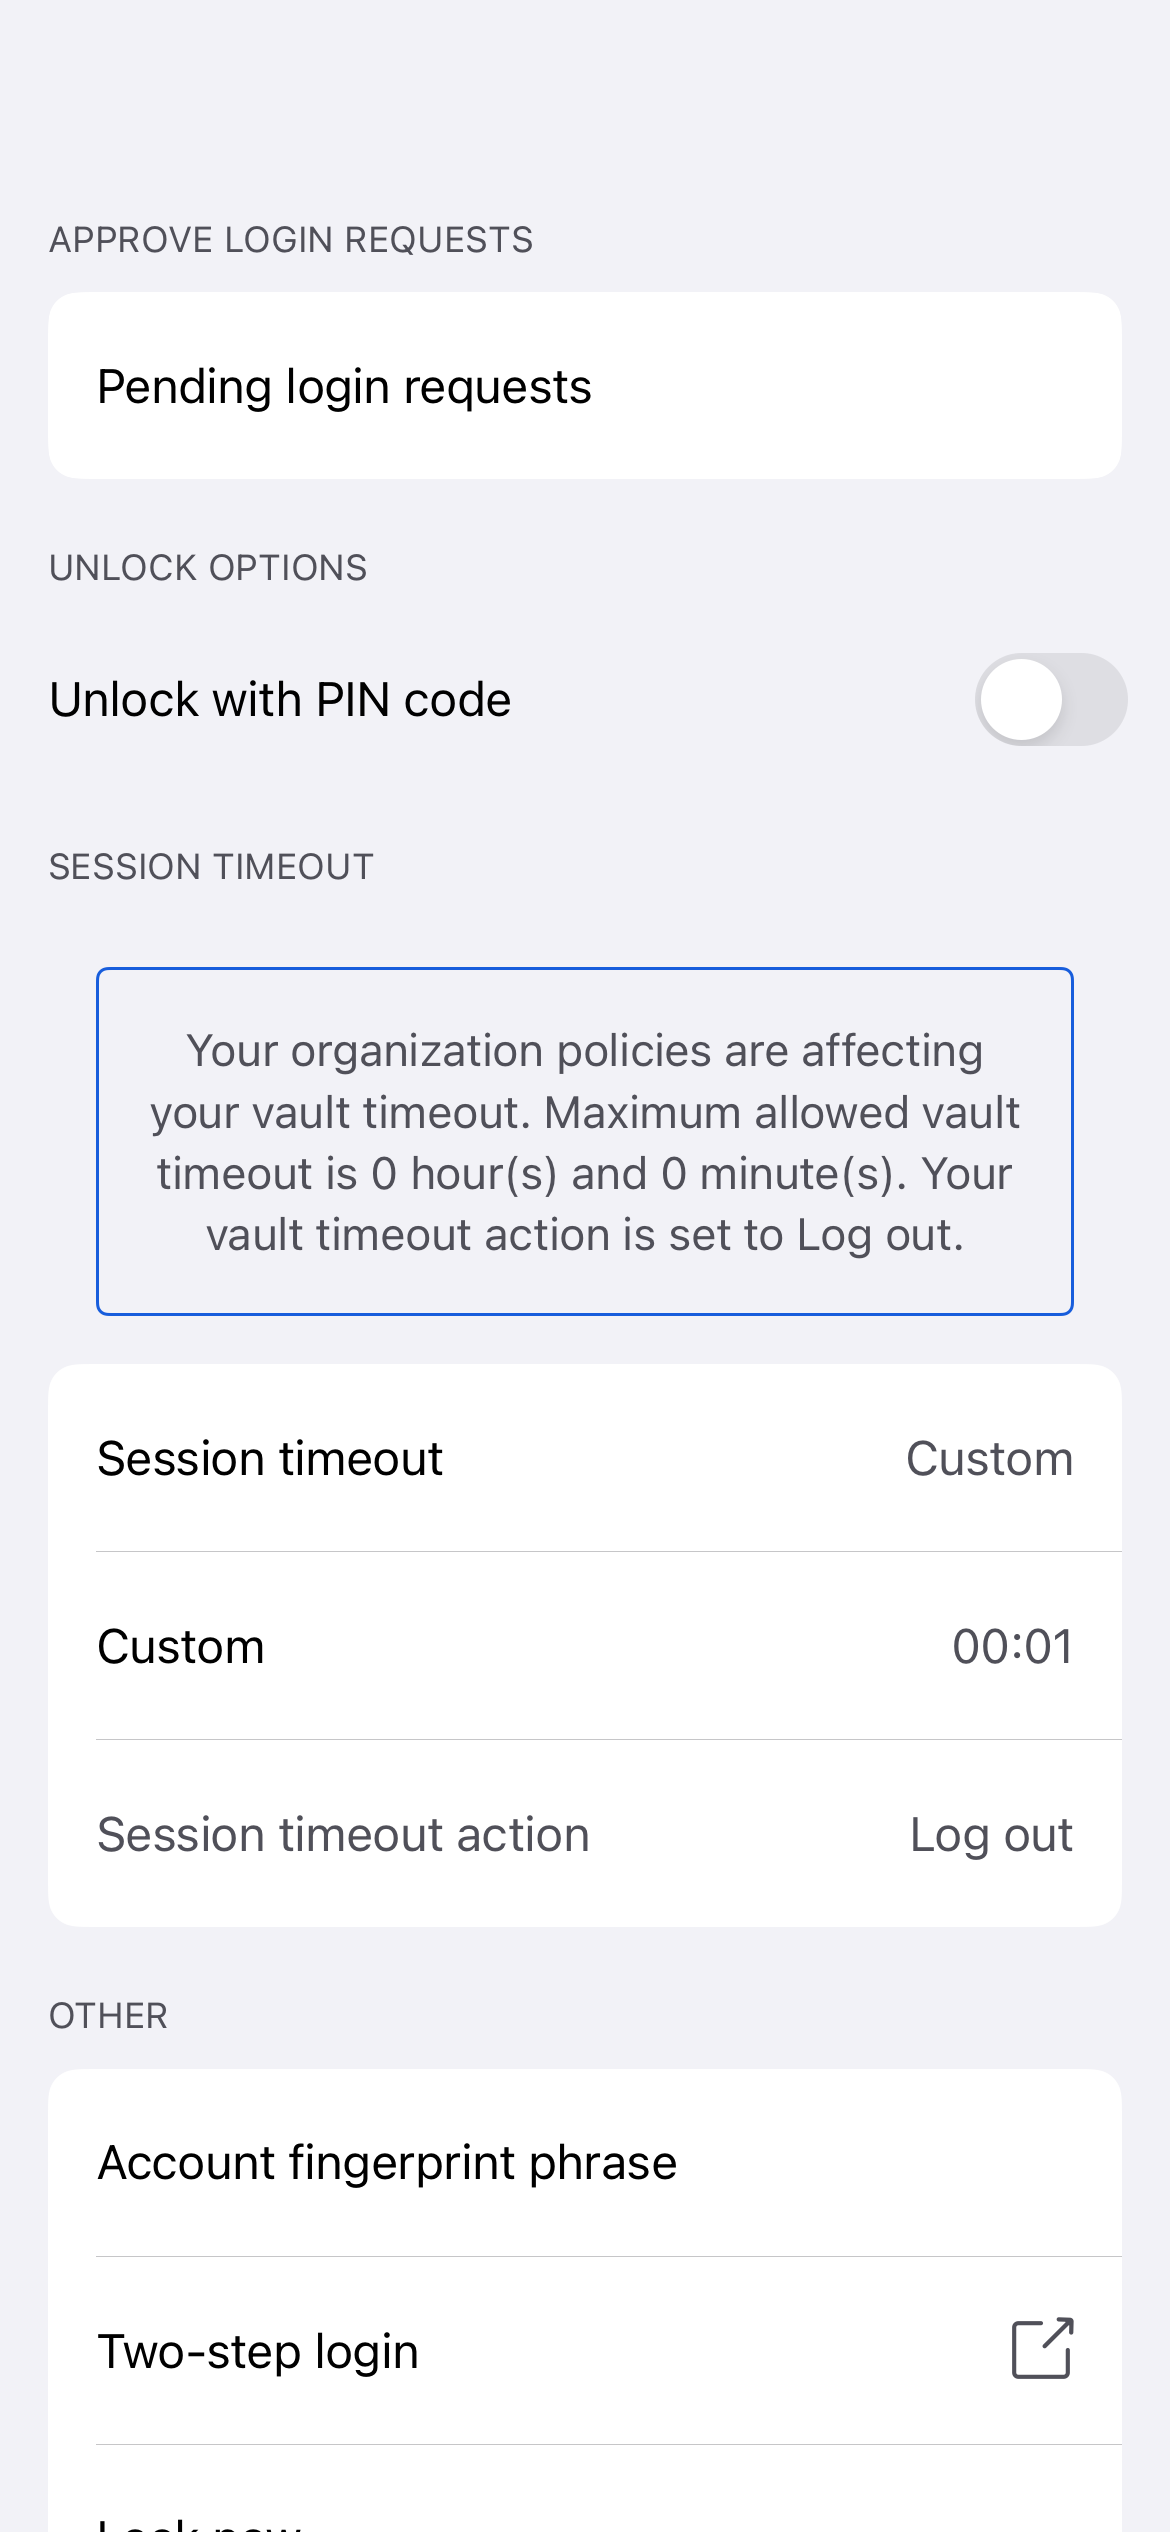 APPROVE LOGIN REQUESTS
Pending login requests
UNLOCK OPTIONS
Unlock with PIN code
SESSION TIMEOUT
Your organization policies are affecting
your vault timeout. Maximum allowed vault
timeout is 0 hour(s) and 0 minute(s). Your
vault timeout action is set to Log out.
Session timeout Custom
Custom 00:01
Session timeout action Log out
OTHER
Account fingerprint phrase
Two-step login
Lock now